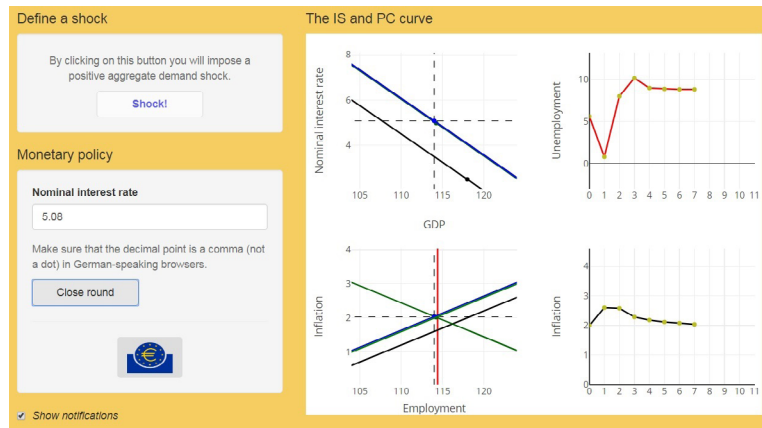 Define a shock
By clicking on this button you will impose a
positive aggregate demand shock.
Shock!
Monetary policy
Nominal interest rate
5.08
Make sure that the decimal point is a comma (not
a dot) in German-speaking browsers.
Close round
Show notifications
The IS and PC curve
Nominal interest rate
8
6
4
105 110 115 120
GDP
Unemployment
10
5
0
0 1 2 3 4 5 6 7 8 9 10 11
Inflation
4
3
2
1
105 110 115 120
Employment
Inflation
4
3
2
1
0
0 1 2 3 4 5 6 7 8 9 10 11